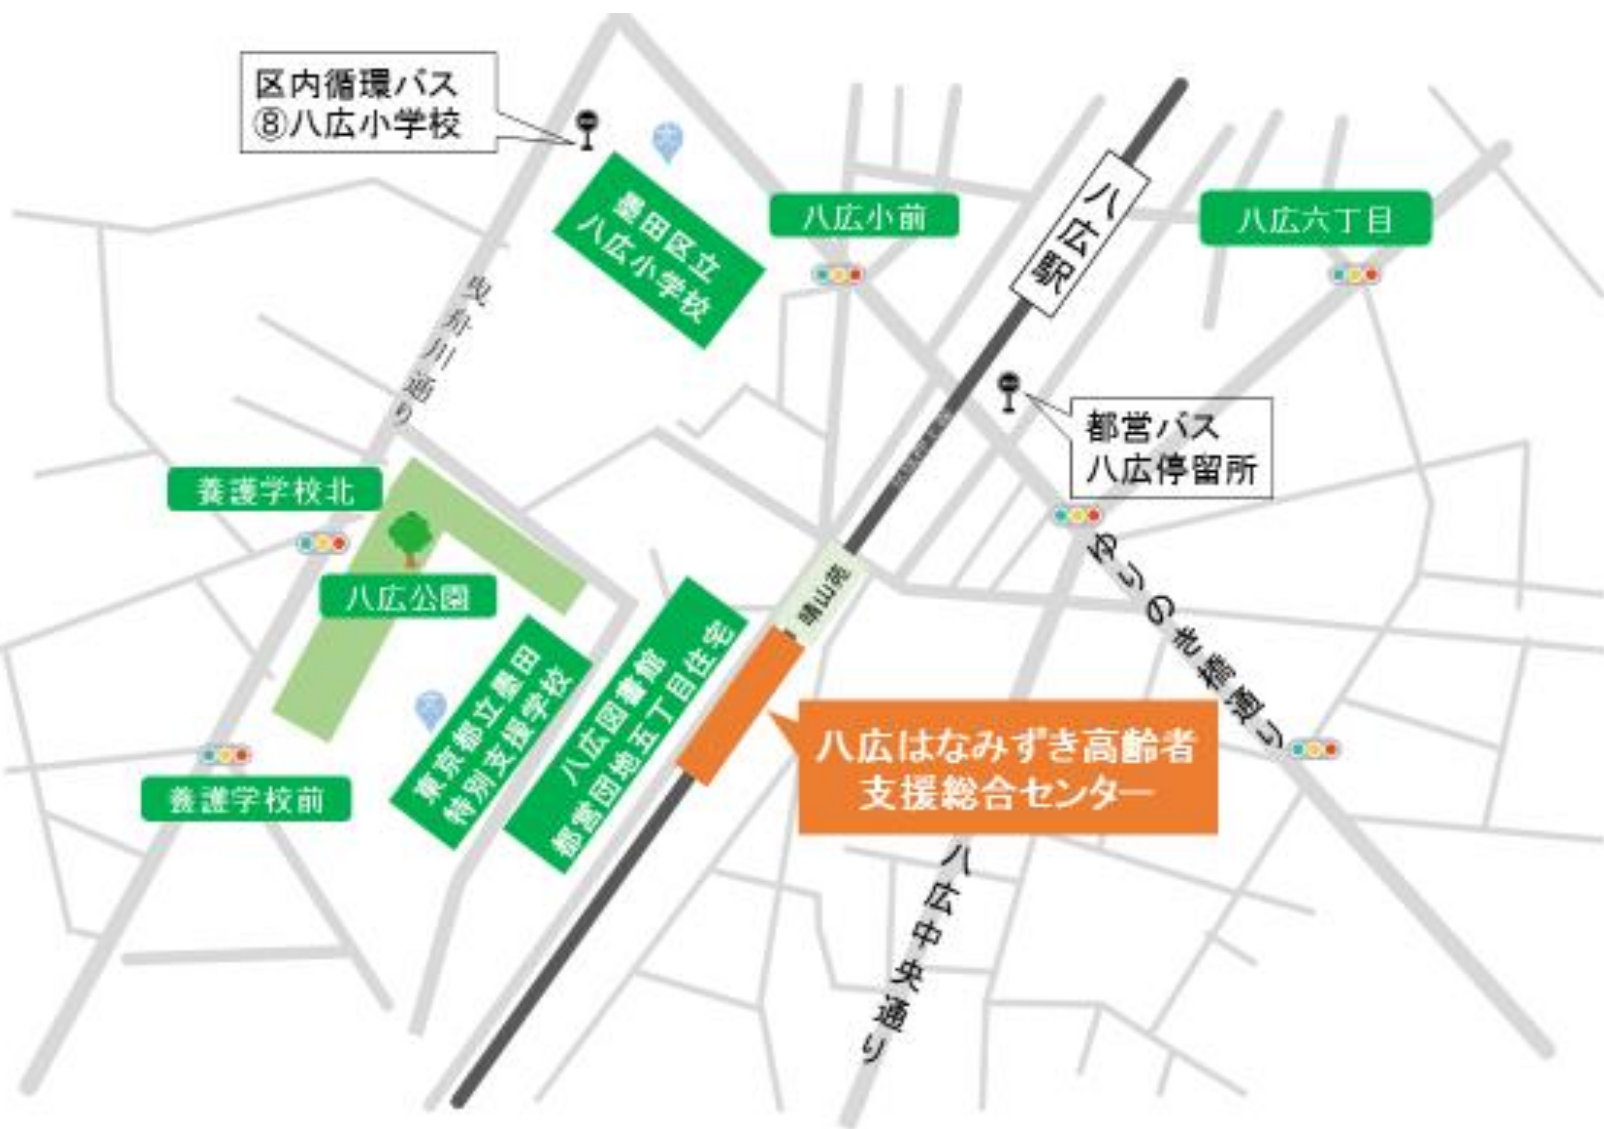 区内循環バス
⑧八広小学校
墨田区立
八広小学校
八広小前
八広駅
八広六丁目
曳舟川通り
都営バス
八広停留所
養護学校北
八広公園
晴山苑
ゆりのき橋通り
東京都立墨田
特別支援学校
八広図書館
都営団地五丁目住宅
八広はなみずき高齢者
支援総合センター
養護学校前
八広中央通り